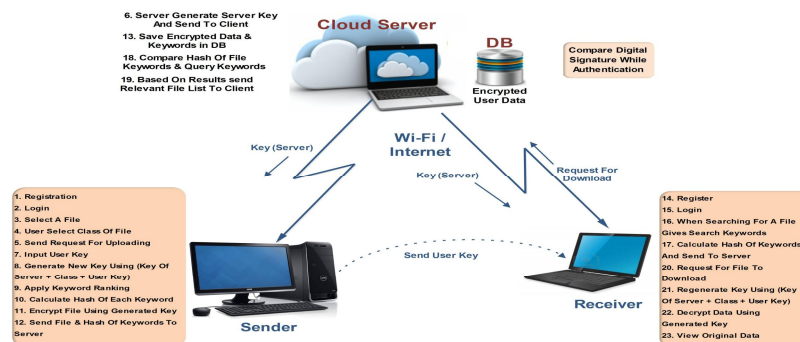 6. Server Generate Server Key
And Send To Client
13. Save Encrypted Data &
Keywords in DB
18. Compare Hash Of File
Keywords & Query Keywords
19. Based On Results send
Relevant File List To Client
Cloud Server
DB
Encrypted
User Data
Compare Digital
Signature While
Authentication
Wi-Fi /
Internet
Key (Server)
Key (Server)
Request For
Download
1. Registration
2. Login
3. Select A File
4. User Select Class Of File
5. Send Request For Uploading
7. Input User Key
8. Generate New Key Using (Key Of
Server + Class + User Key)
9. Apply Keyword Ranking
10. Calculate Hash Of Each Keyword
11. Encrypt File Using Generated Key
12. Send File & Hash Of Keywords To
Server
Send User Key
Sender
Receiver
14. Register
15. Login
16. When Searching For A File
Gives Search Keywords
17. Calculate Hash Of Keywords
And Send To Server
20. Request For File To
Download
21. Regenerate Key Using (Key
Of Server + Class + User Key)
22. Decrypt Data Using
Generated Key
23. View Original Data